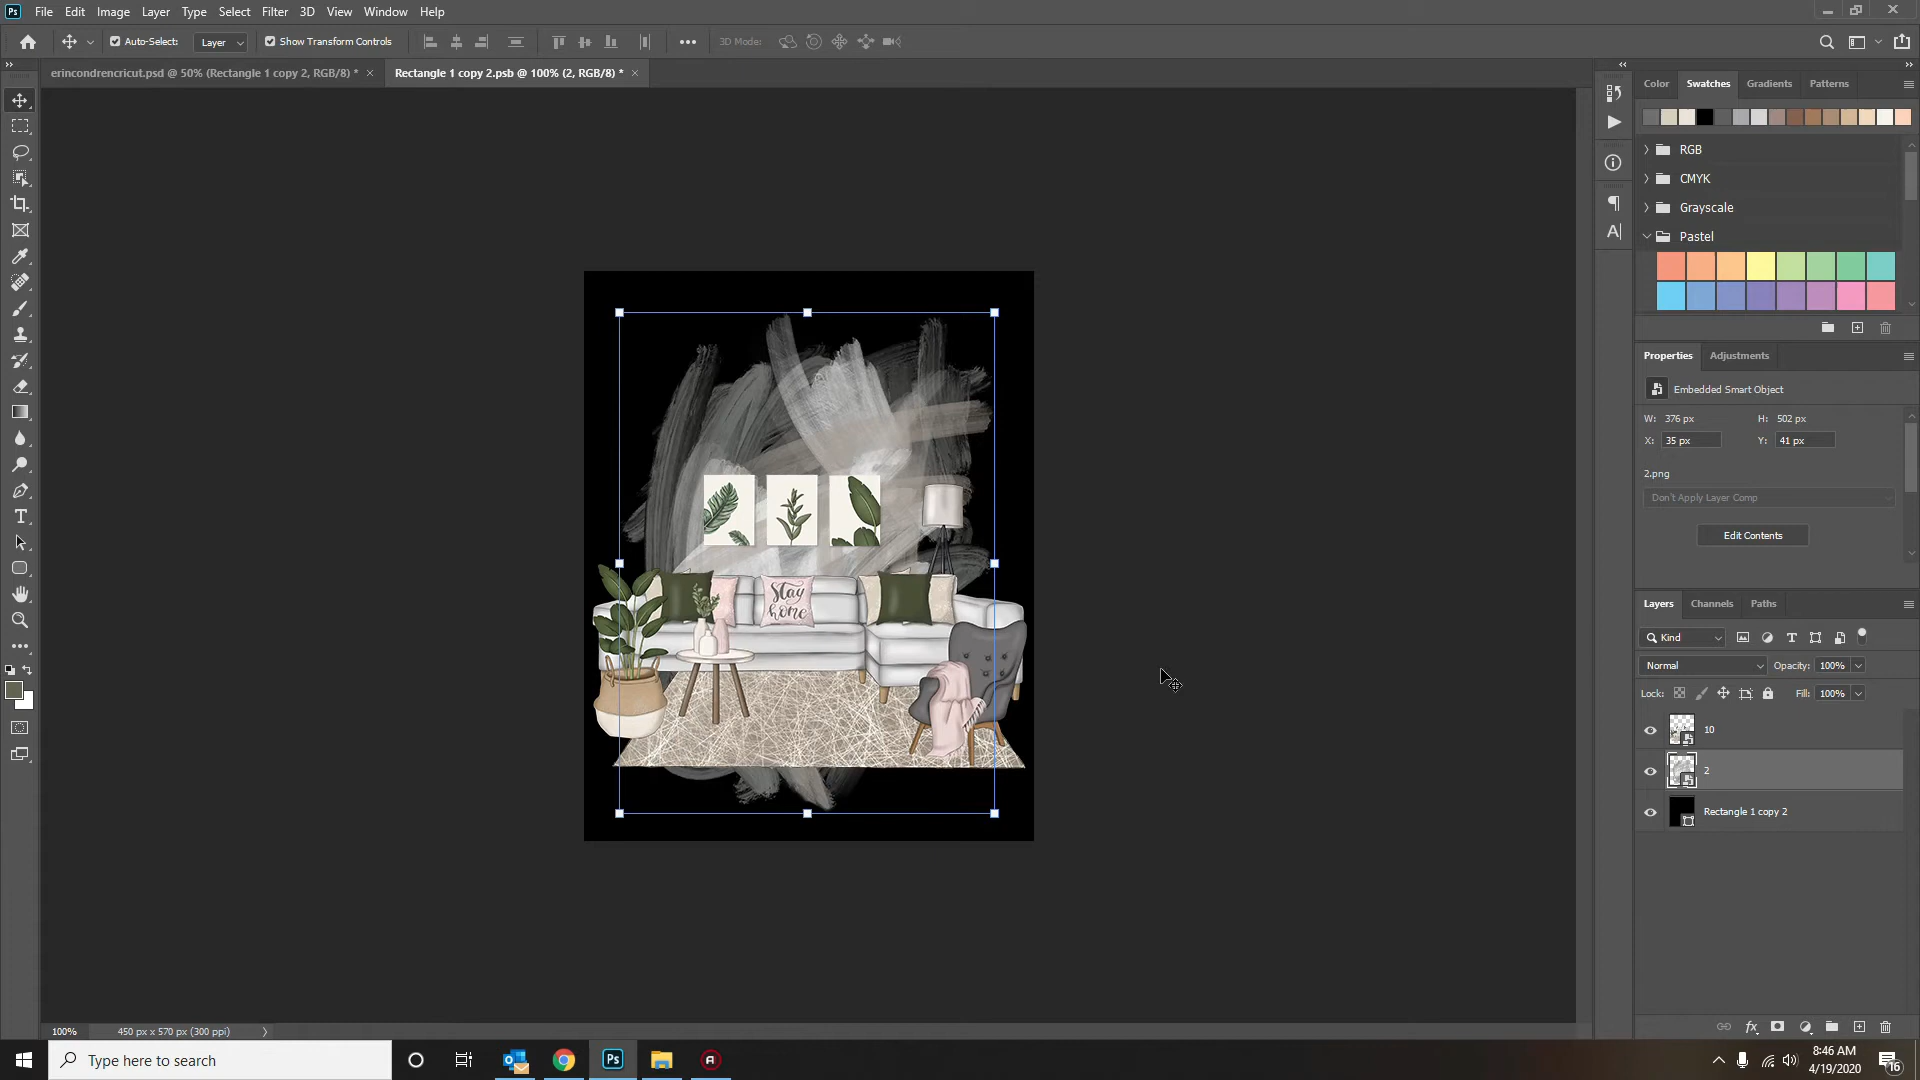 Ps File Edit Image Layer Type Select Filter 3D View Window Help
Auto-Select: Layer Show Transform Controls 3D Mode:
erincondrencricut.psd @ 50% (Rectangle 1 copy 2, RGB/8) * Rectangle 1 copy 2.psb @ 100% (2, RGB/8) *
Color Swatches Gradients Patterns
RGB
CMYK
Grayscale
Pastel
Properties Adjustments
Embedded Smart Object
W: 376 px H: 502 px
X: 35 px Y: 41 px
2.png
Don't Apply Layer Comp
Edit Contents
Stay
home
Layers Channels Paths
Kind
Normal Opacity: 100%
Lock: Fill: 100%
10
2
Rectangle 1 copy 2
100% 450 px x 570 px (300 ppi)
Type here to search
Ps
8:46 AM
4/19/2020
16